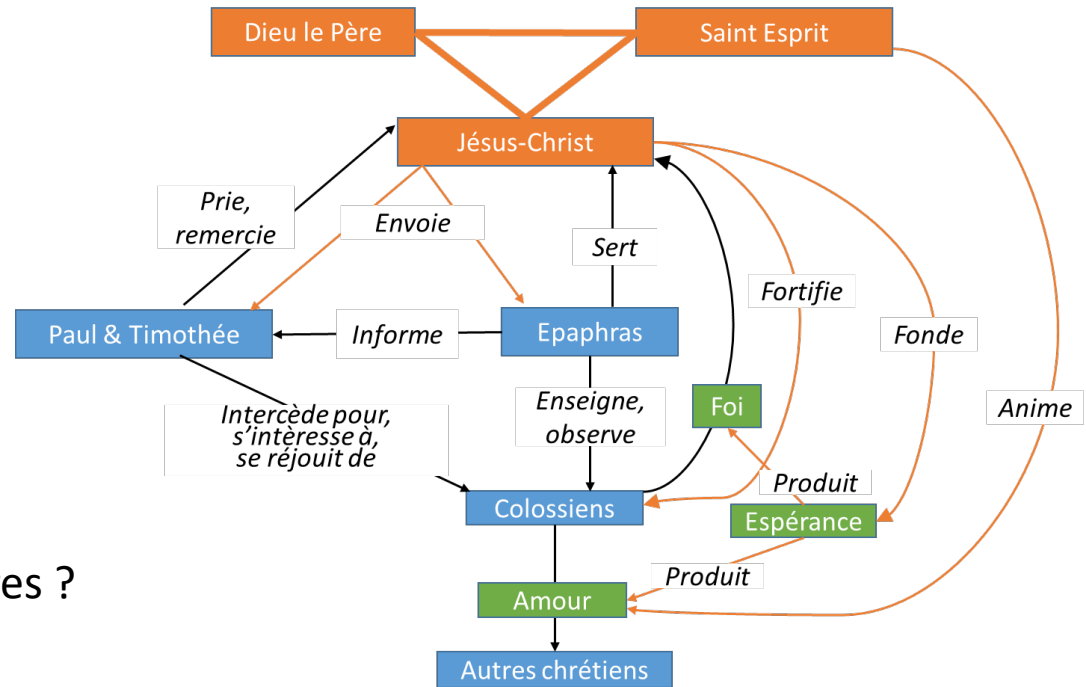 Dieu le Père
Saint Esprit
Jésus-Christ
Prie,
remercie
Envoie
Sert
Fortifie
Fonde
Anime
Paul & Timothée
Informe
Epaphras
Intercède pour,
s’intèresse à,
se réjouit de
Enseigne,
observe
Foi
Produit
Colossiens
Espérance
Produit
es ?
Amour
Autres chrétiens